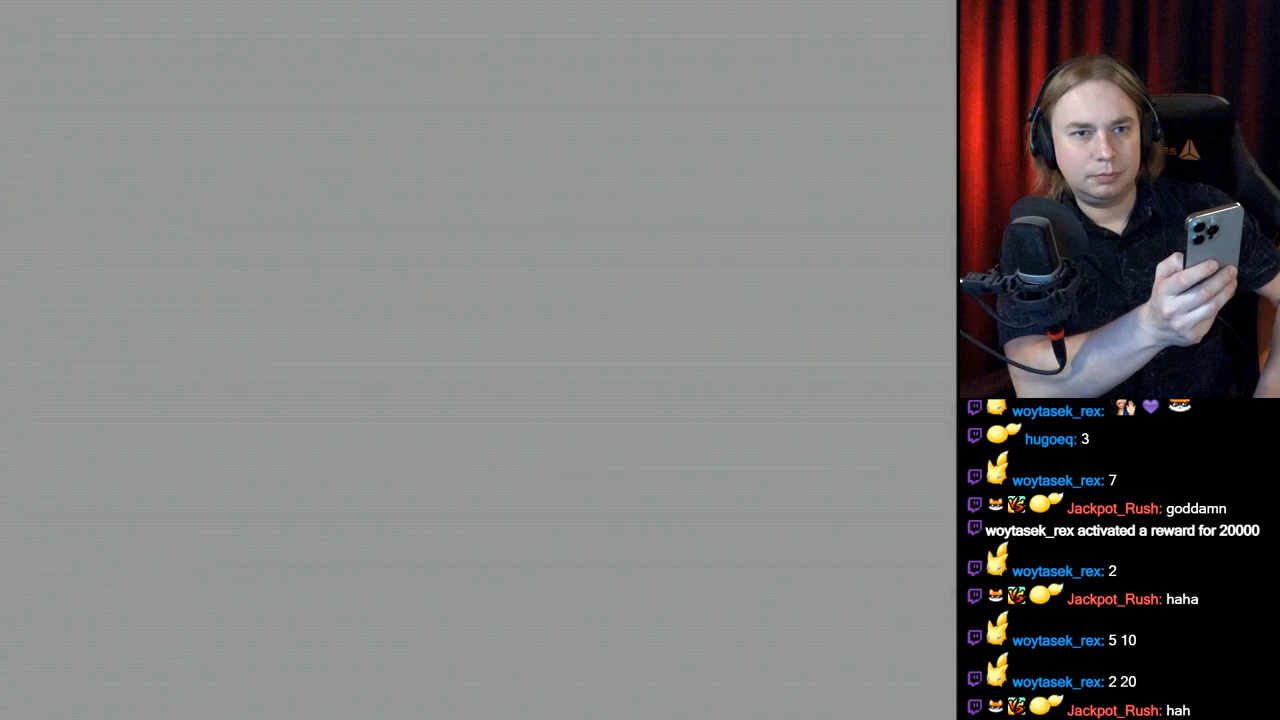 woytasek_rex:
hugoeq: 3
woytasek_rex: 7
Jackpot_Rush: goddamn
woytasek_rex activated a reward for 20000
woytasek_rex: 2
Jackpot_Rush: haha
woytasek_rex: 5 10
woytasek_rex: 2 20
Jackpot_Rush: hah